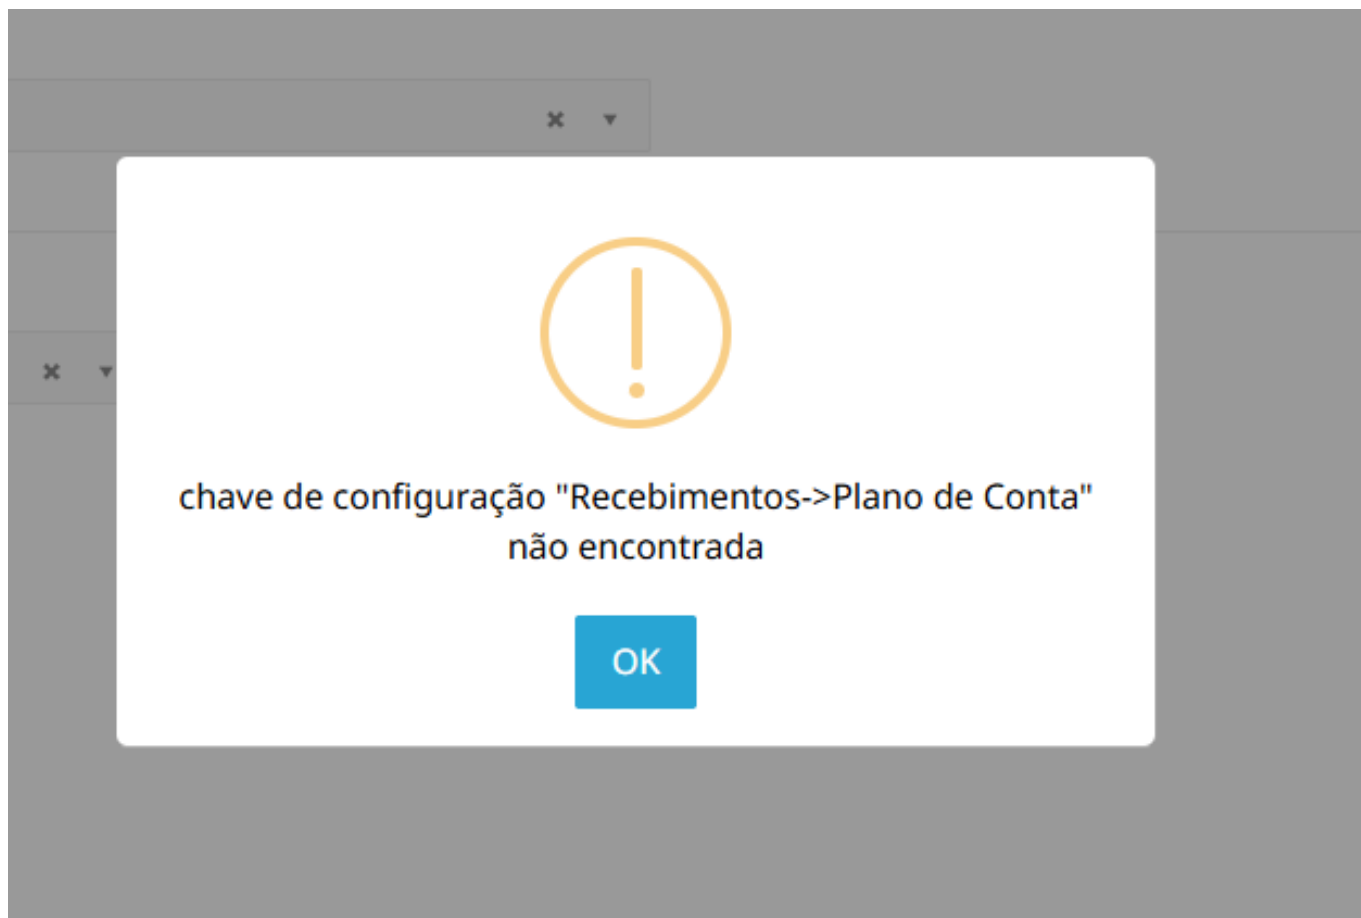 chave de configuração "Recebimentos->Plano de Conta"
não encontrada
OK